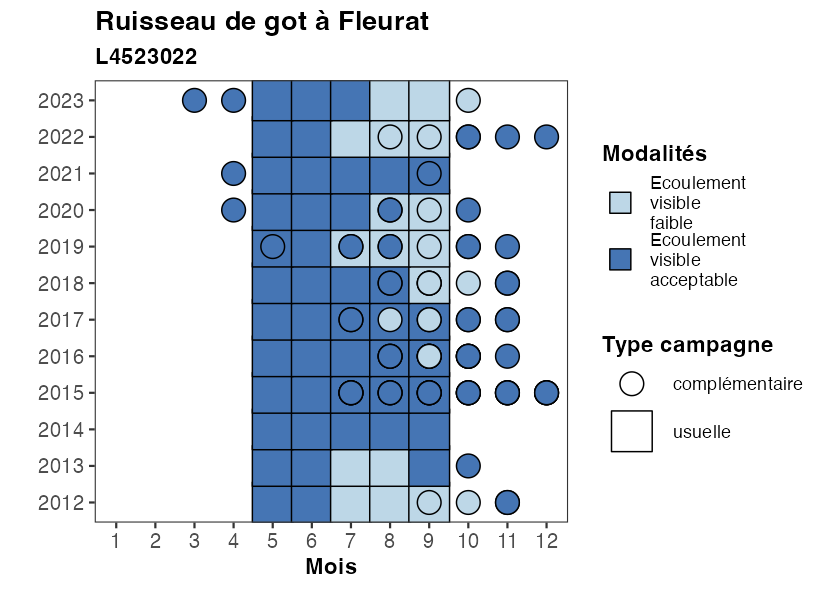 Ruisseau de got à Fleurat
L4523022
2023
2022
2021
2020
2019
2018
2017
2016
2015
2014
2013
2012
1 2 3 4 5 6 7 8 9 10 11 12
Mois
Modalités
Ecoulement
visible
faible
Ecoulement
visible
acceptable
Type campagne
complémentaire
usuelle